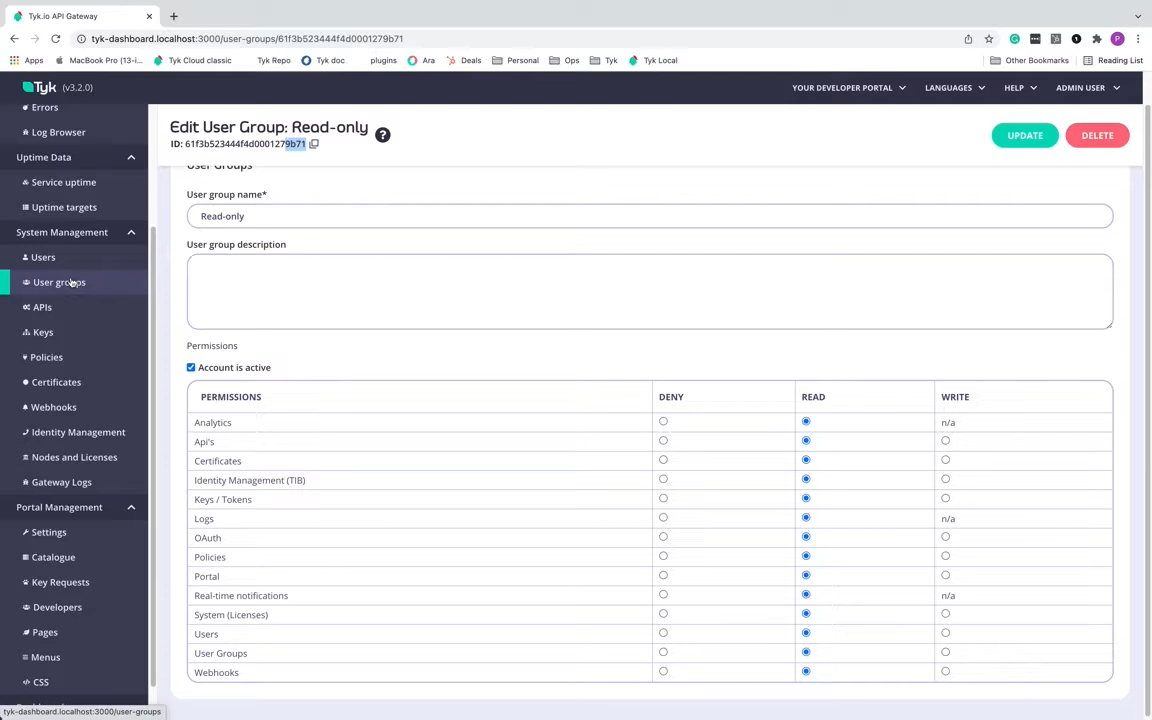 Tyk.io API Gateway
tyk-dashboard.localhost:3000/user-groups/61f3b523444f4d0001279b71
P
Apps
MacBook Pro (13-i...
Tyk Cloud classic
Tyk Repo
Tyk doc
plugins
Ara
Deals
Personal
Ops
Tyk
Tyk Local
Other Bookmarks
Reading List
Tyk (v3.2.0)
YOUR DEVELOPER PORTAL
LANGUAGES
HELP
ADMIN USER
Errors
Log Browser
Uptime Data
Service uptime
Uptime targets
System Management
Users
User groups
APIs
Keys
Policies
Certificates
Webhooks
Identity Management
Nodes and Licenses
Gateway Logs
Portal Management
Settings
Catalogue
Key Requests
Developers
Pages
Menus
CSS
tyk-dashboard.localhost:3000/user-groups
Edit User Group: Read-only ?
ID: 61f3b523444f4d0001279b71
UPDATE
DELETE
User Groups
User group name*
Read-only
User group description
Permissions
Account is active
PERMISSIONS DENY READ WRITE
Analytics n/a
Api's
Certificates
Identity Management (TIB)
Keys / Tokens
Logs n/a
OAuth
Policies
Portal
Real-time notifications n/a
System (Licenses)
Users
User Groups
Webhooks